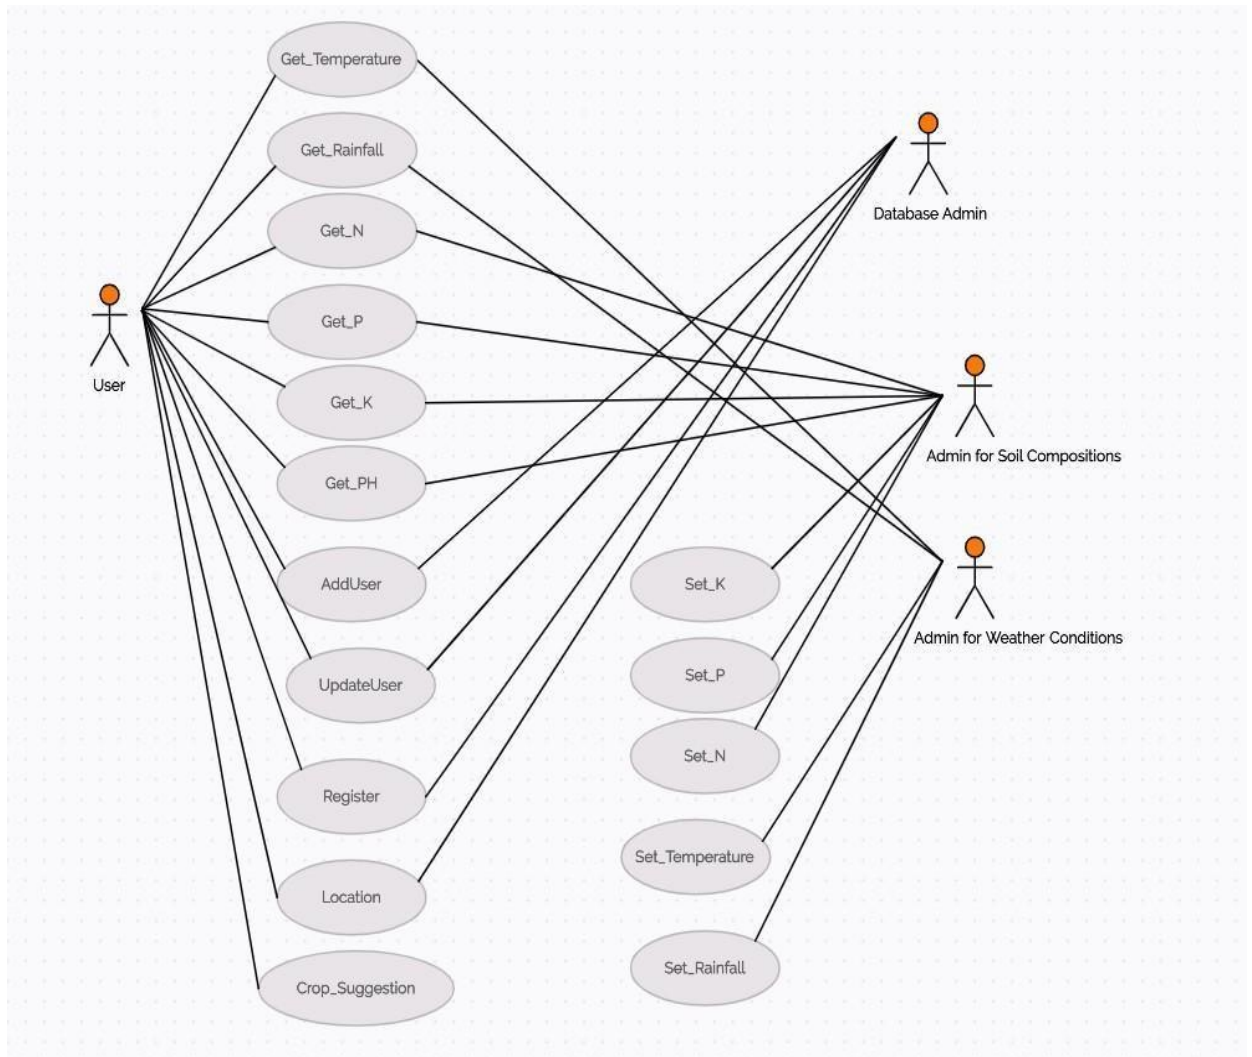 Get_Temperature
Get_Rainfall
Get_N
Get_P
Get_K
Get_PH
AddUser
UpdateUser
Register
Location
Crop_Suggestion
User
Set_K
Set_P
Set_N
Set_Temperature
Set_Rainfall
Database Admin
Admin for Soil Compositions
Admin for Weather Conditions